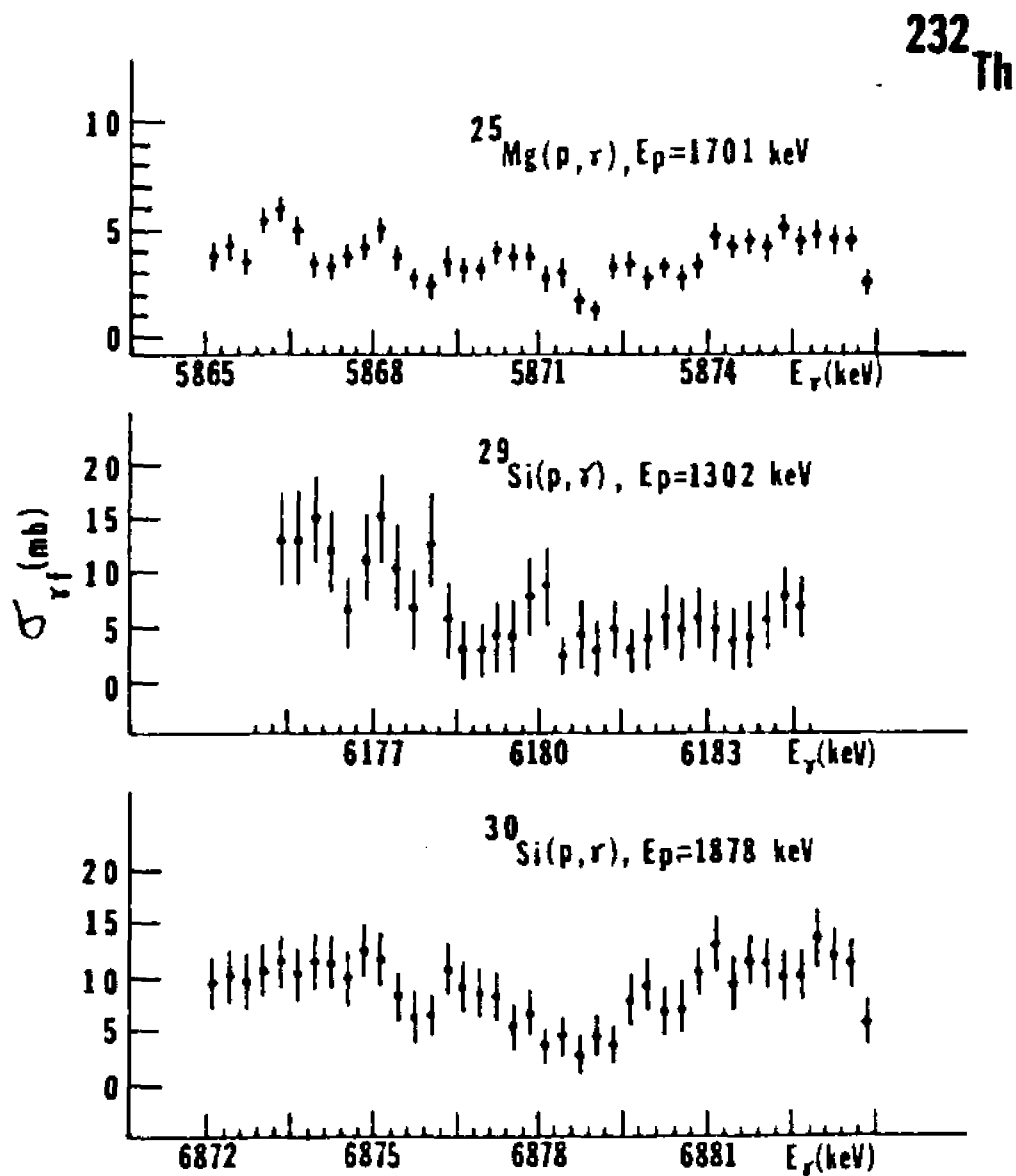 232Th
25Mg(p,γ), Ep=1701 keV
10
5
0
5865 5868 5871 5874 Eγ(keV)
29Si(p,γ), Ep=1302 keV
σγf(mb)
20
15
10
5
0
6177 6180 6183 Eγ(keV)
30Si(p,γ), Ep=1878 keV
20
15
10
5
0
6872 6875 6878 6881 Eγ(keV)